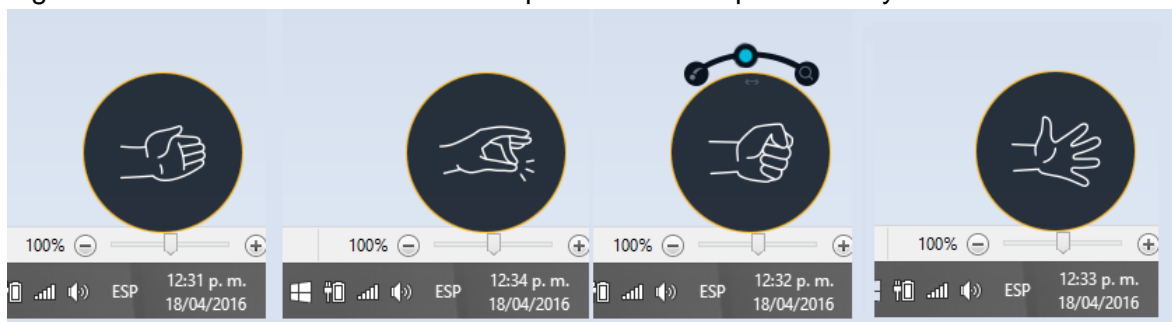 100%
ESP
12:31 p. m.
18/04/2016
100%
ESP
12:34 p. m.
18/04/2016
100%
ESP
12:32 p. m.
18/04/2016
100%
ESP
12:33 p. m.
18/04/2016